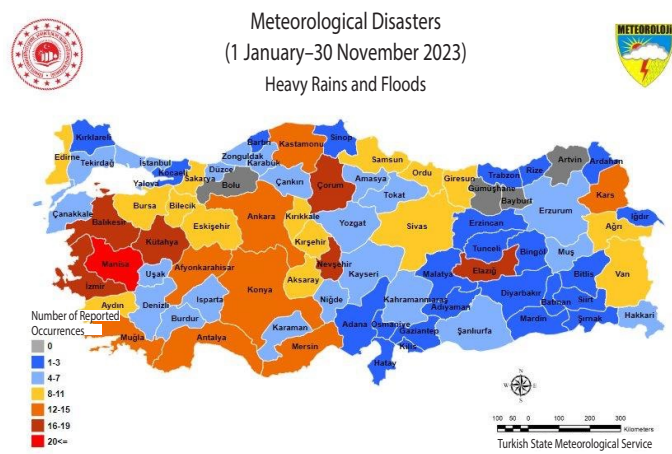 Meteorological Disasters
(1 January–30 November 2023)
Heavy Rains and Floods
METEOROLOJİ
Kırklareli
Edirne
Tekirdağ
İstanbul
Kocaeli
Yalova
Sakarya
Düzce
Zonguldak
Bartın
Karabük
Kastamonu
Sinop
Bolu
Çankırı
Çorum
Samsun
Amasya
Tokat
Ordu
Giresun
Trabzon
Rize
Artvin
Ardahan
Gümüşhane
Bayburt
Kars
Iğdır
Ağrı
Erzurum
Erzincan
Çanakkale
Balıkesir
Bursa
Bilecik
Eskişehir
Ankara
Kırıkkale
Kırşehir
Yozgat
Sivas
Tunceli
Bingöl
Muş
Van
Bitlis
Elazığ
Malatya
Diyarbakır
Batman
Siirt
Şırnak
Hakkari
Mardin
Şanlıurfa
Adıyaman
Gaziantep
Kilis
Kahramanmaraş
Osmaniye
Hatay
Adana
Kayseri
Nevşehir
Niğde
Aksaray
Konya
Karaman
Mersin
Antalya
Isparta
Burdur
Afyonkarahisar
Kütahya
Uşak
Manisa
İzmir
Aydın
Denizli
Muğla
Number of Reported
Occurrences
0
1-3
4-7
8-11
12-15
16-19
20<=
N
W
E
S
100 50 0 100 200 300
Kilometers
Turkish State Meteorological Service